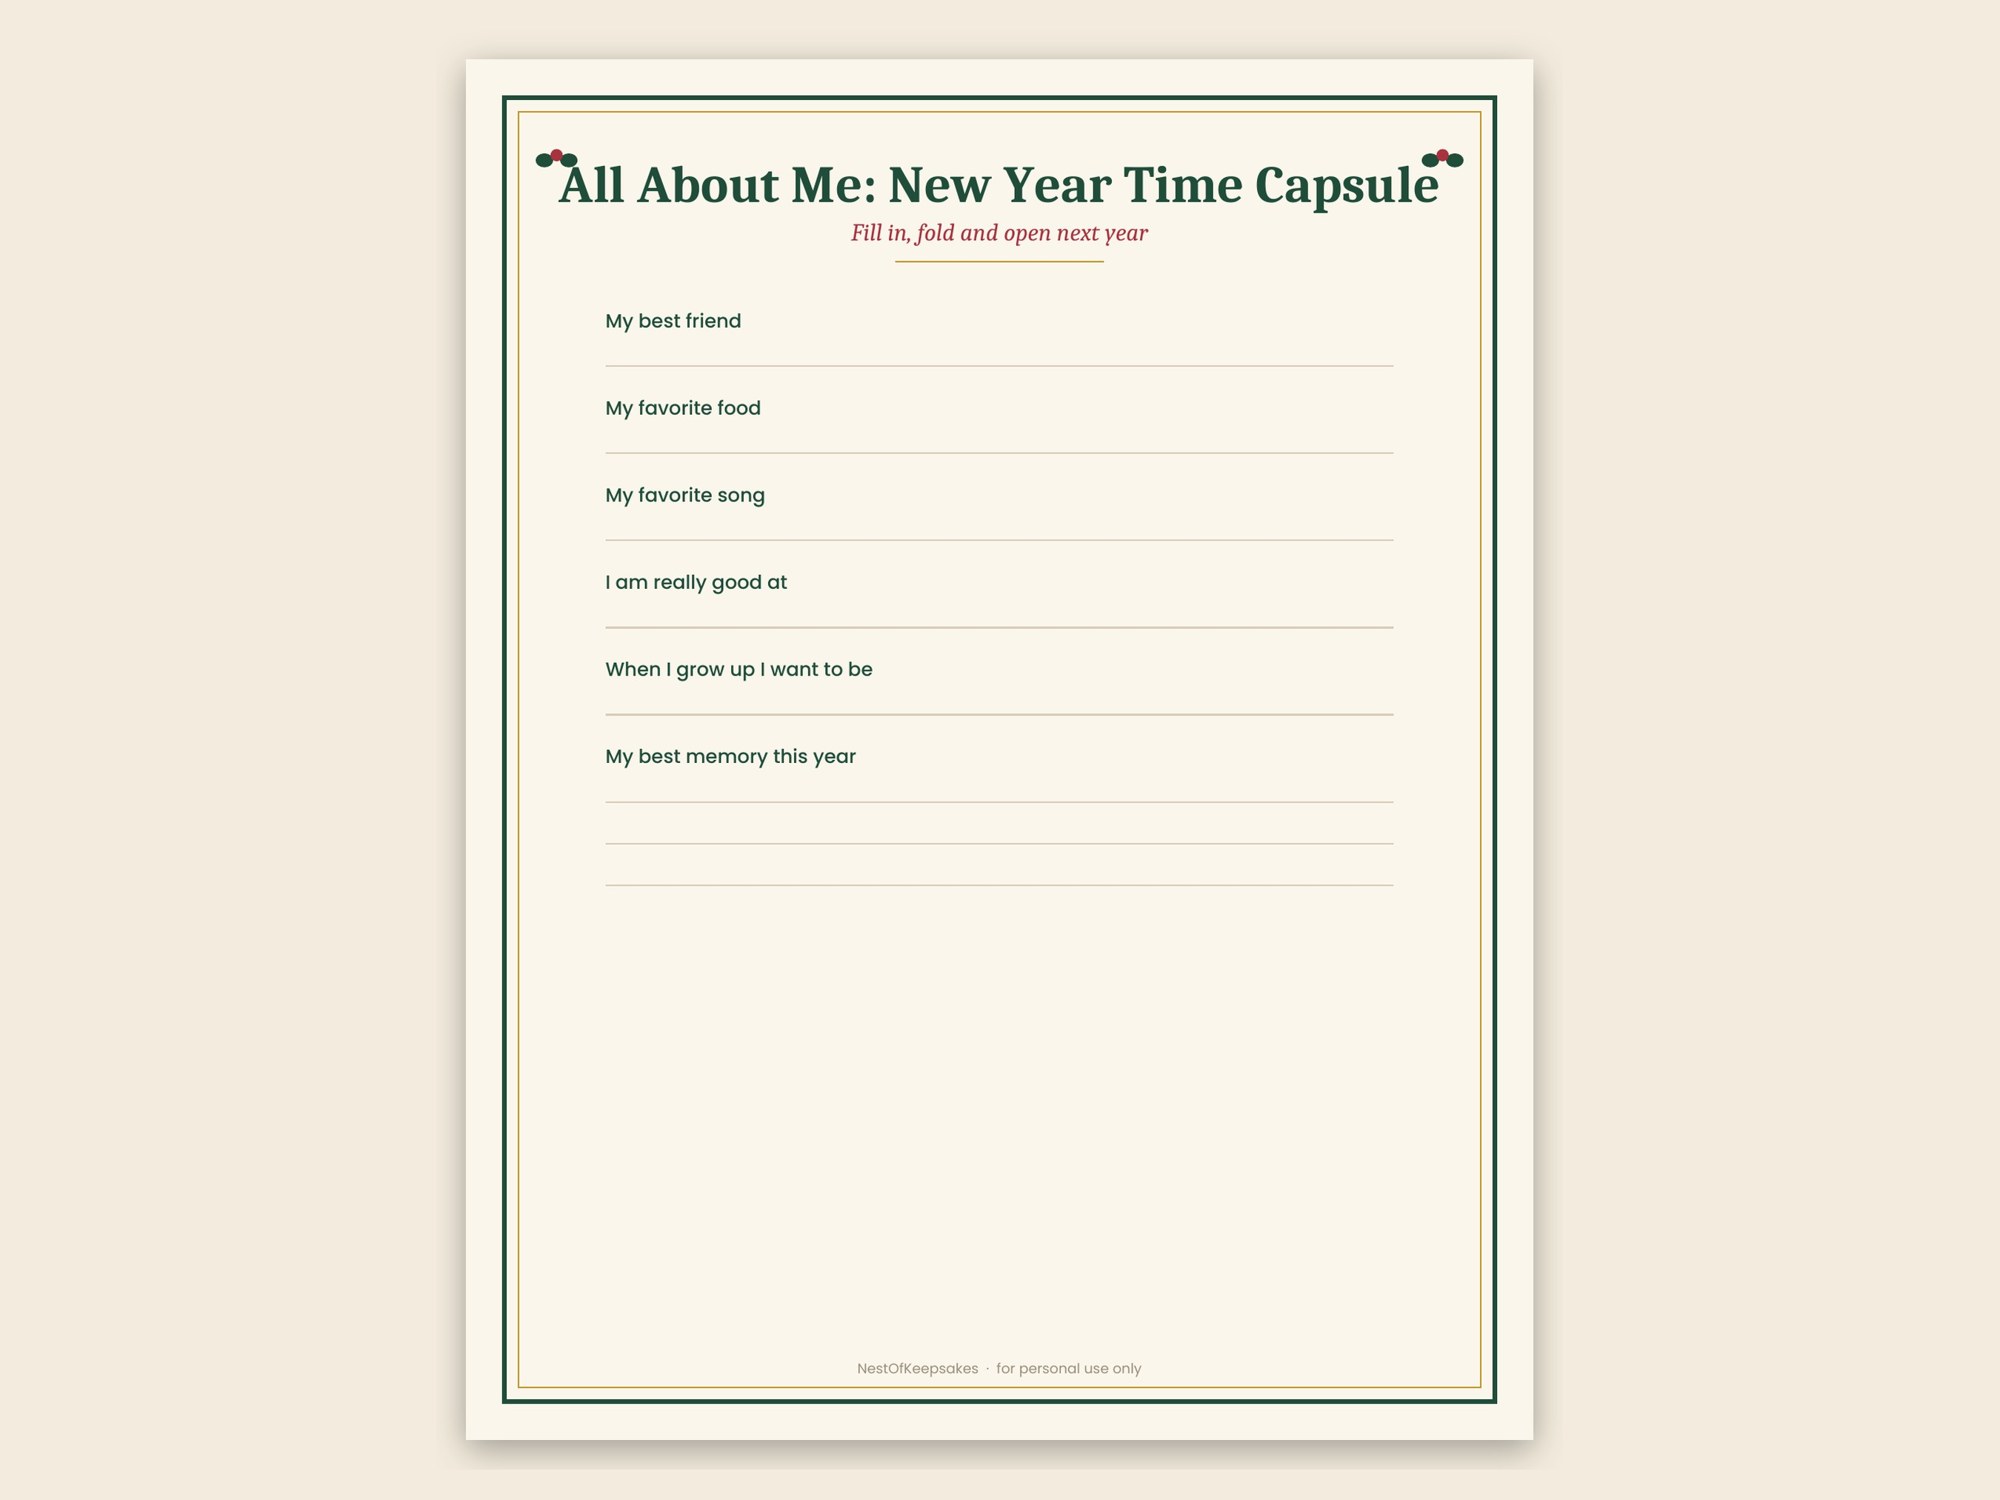 All About Me: New Year Time Capsule
Fill in, fold and open next year
My best friend
My favorite food
My favorite song
I am really good at
When I grow up I want to be
My best memory this year
NestOfKeepsakes · for personal use only